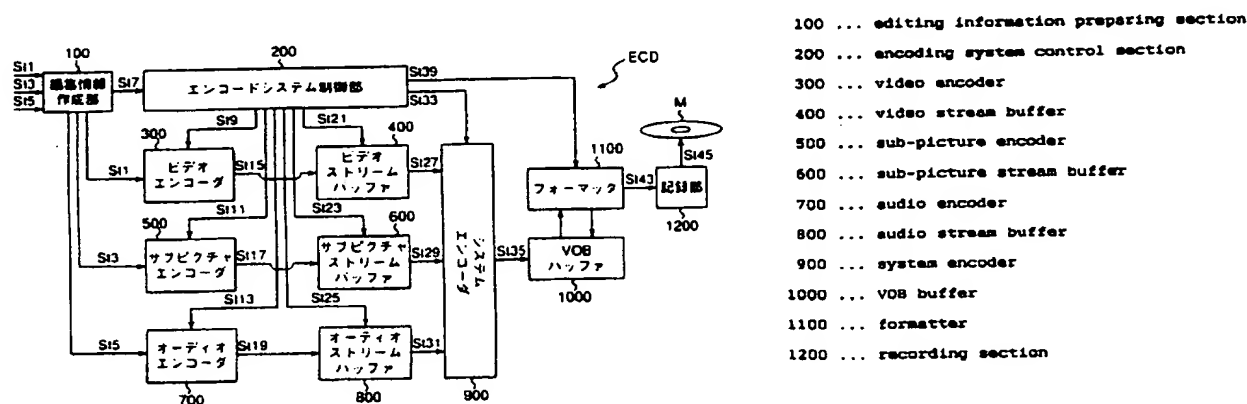 100 ... editing information preparing section
200 ... encoding system control section
300 ... video encoder
400 ... video stream buffer
500 ... sub-picture encoder
600 ... sub-picture stream buffer
700 ... audio encoder
800 ... audio stream buffer
900 ... system encoder
1000 ... VOB buffer
1100 ... formatter
1200 ... recording section
ECD
100
St1
St3
St5
編集情報
作成部
St7
200
エンコードシステム制御部
St39
St33
M
St45
St9
St21
300
ビデオ
エンコーダ
St1
St15
400
ビデオ
ストリーム
バッファ
St27
1100
フォーマッタ
St43
記録部
1200
St11
St23
500
サブピクチャ
エンコーダ
St3
St17
600
サブピクチャ
ストリーム
バッファ
St29
システム
エンコーダ
900
St35
VOB
バッファ
1000
St13
St25
St5
オーディオ
エンコーダ
700
St19
オーディオ
ストリーム
バッファ
800
St31